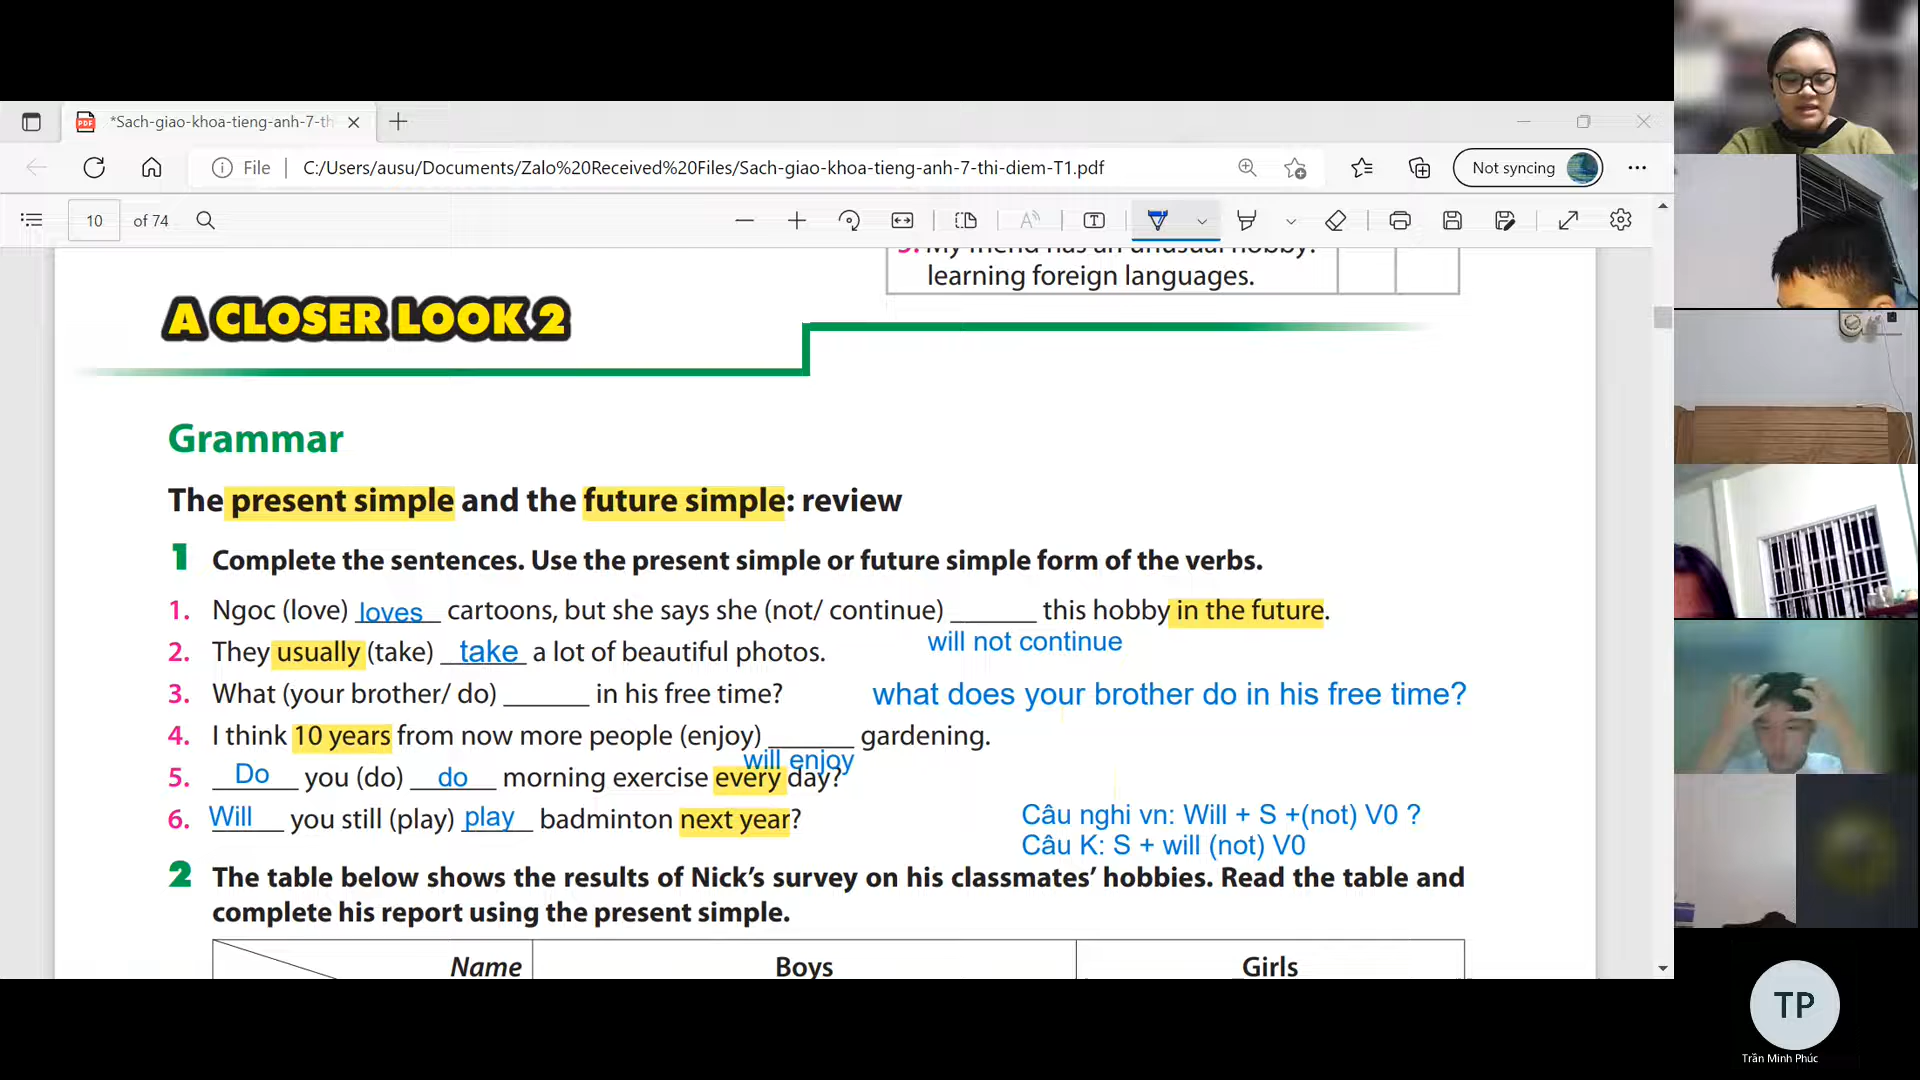 *Sach-giao-khoa-tieng-anh-7-th
File
C:/Users/ausu/Documents/Zalo%20Received%20Files/Sach-giao-khoa-tieng-anh-7-thi-diem-T1.pdf
Not syncing
10 of 74
My friend has an unusual hobby:
learning foreign languages.
A CLOSER LOOK 2
Grammar
The present simple and the future simple: review
1 Complete the sentences. Use the present simple or future simple form of the verbs.
1. Ngoc (love) loves cartoons, but she says she (not/ continue) ______ this hobby in the future.
will not continue
2. They usually (take) take a lot of beautiful photos.
3. What (your brother/ do) ______ in his free time? what does your brother do in his free time?
4. I think 10 years from now more people (enjoy) ______ gardening.
will enjoy
5. Do you (do) do morning exercise every day?
6. Will you still (play) play badminton next year?
Câu nghi vn: Will + S +(not) V0 ?
Câu K: S + will (not) V0
2 The table below shows the results of Nick's survey on his classmates' hobbies. Read the table and
complete his report using the present simple.
Name Boys Girls
TP
Trần Minh Phúc